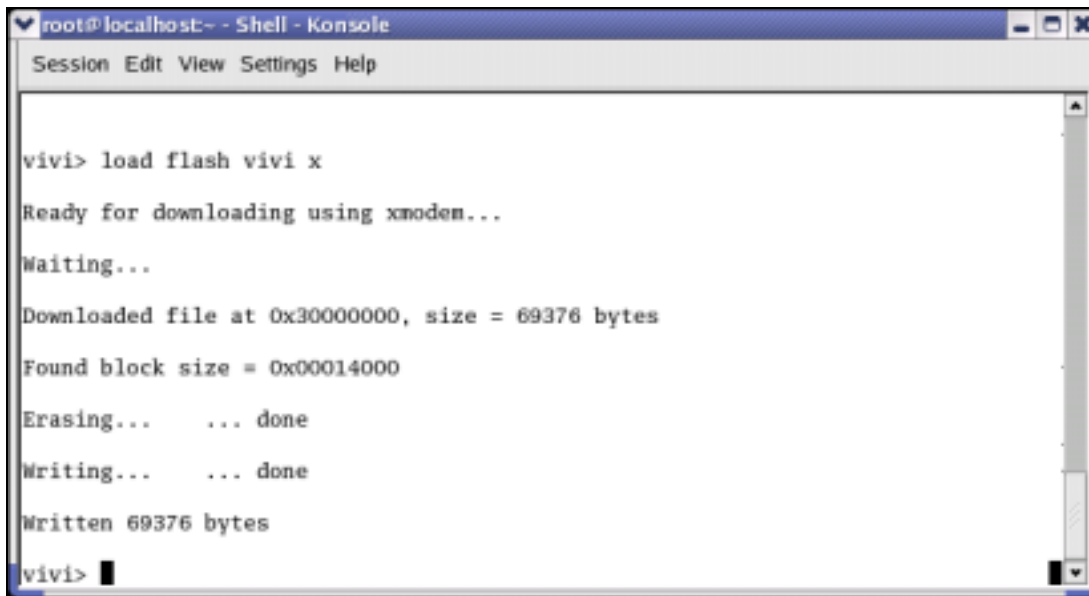 root@localhost:~ - Shell - Konsole
Session Edit View Settings Help
vivi> load flash vivi x
Ready for downloading using xmodem...
Waiting...
Downloaded file at 0x30000000, size = 69376 bytes
Found block size = 0x00014000
Erasing...    ... done
Writing...    ... done
Written 69376 bytes
vivi>